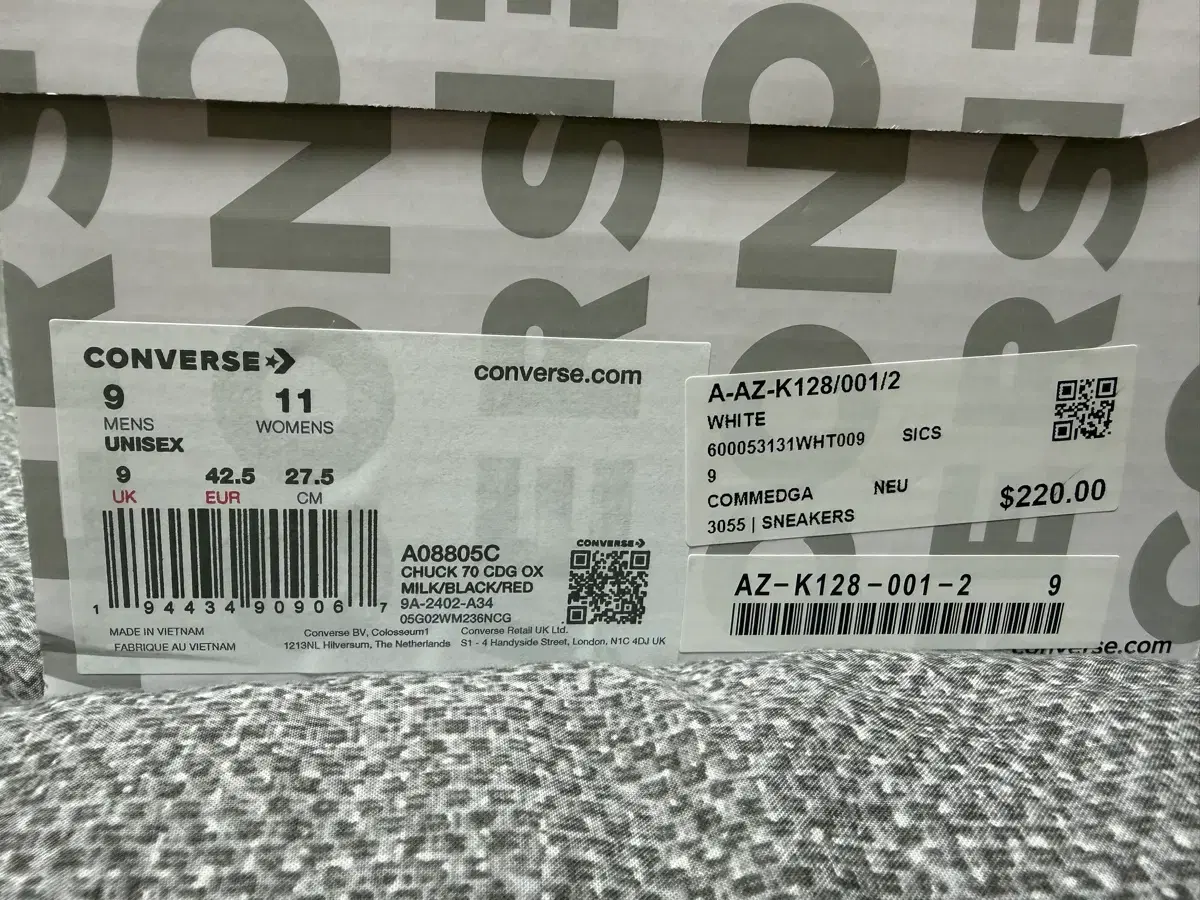 CONVERSE
converse.com
9
11
MENS
WOMENS
UNISEX
9 42.5 27.5
UK EUR CM
1 94434 90906 7
MADE IN VIETNAM
FABRIQUE AU VIETNAM
CONVERSE
A08805C
CHUCK 70 CDG OX
MILK/BLACK/RED
9A-2402-A34
05G02WM236NCG
Converse BV, Colosseum1
1213NL Hilversum, The Netherlands
Converse Retail UK Ltd.
S1 - 4 Handyside Street, London, N1C 4DJ UK
A-AZ-K128/001/2
WHITE
600053131WHT009 SICS
9
COMMEDGA NEU $220.00
3055 | SNEAKERS
AZ-K128-001-2 9
converse.com